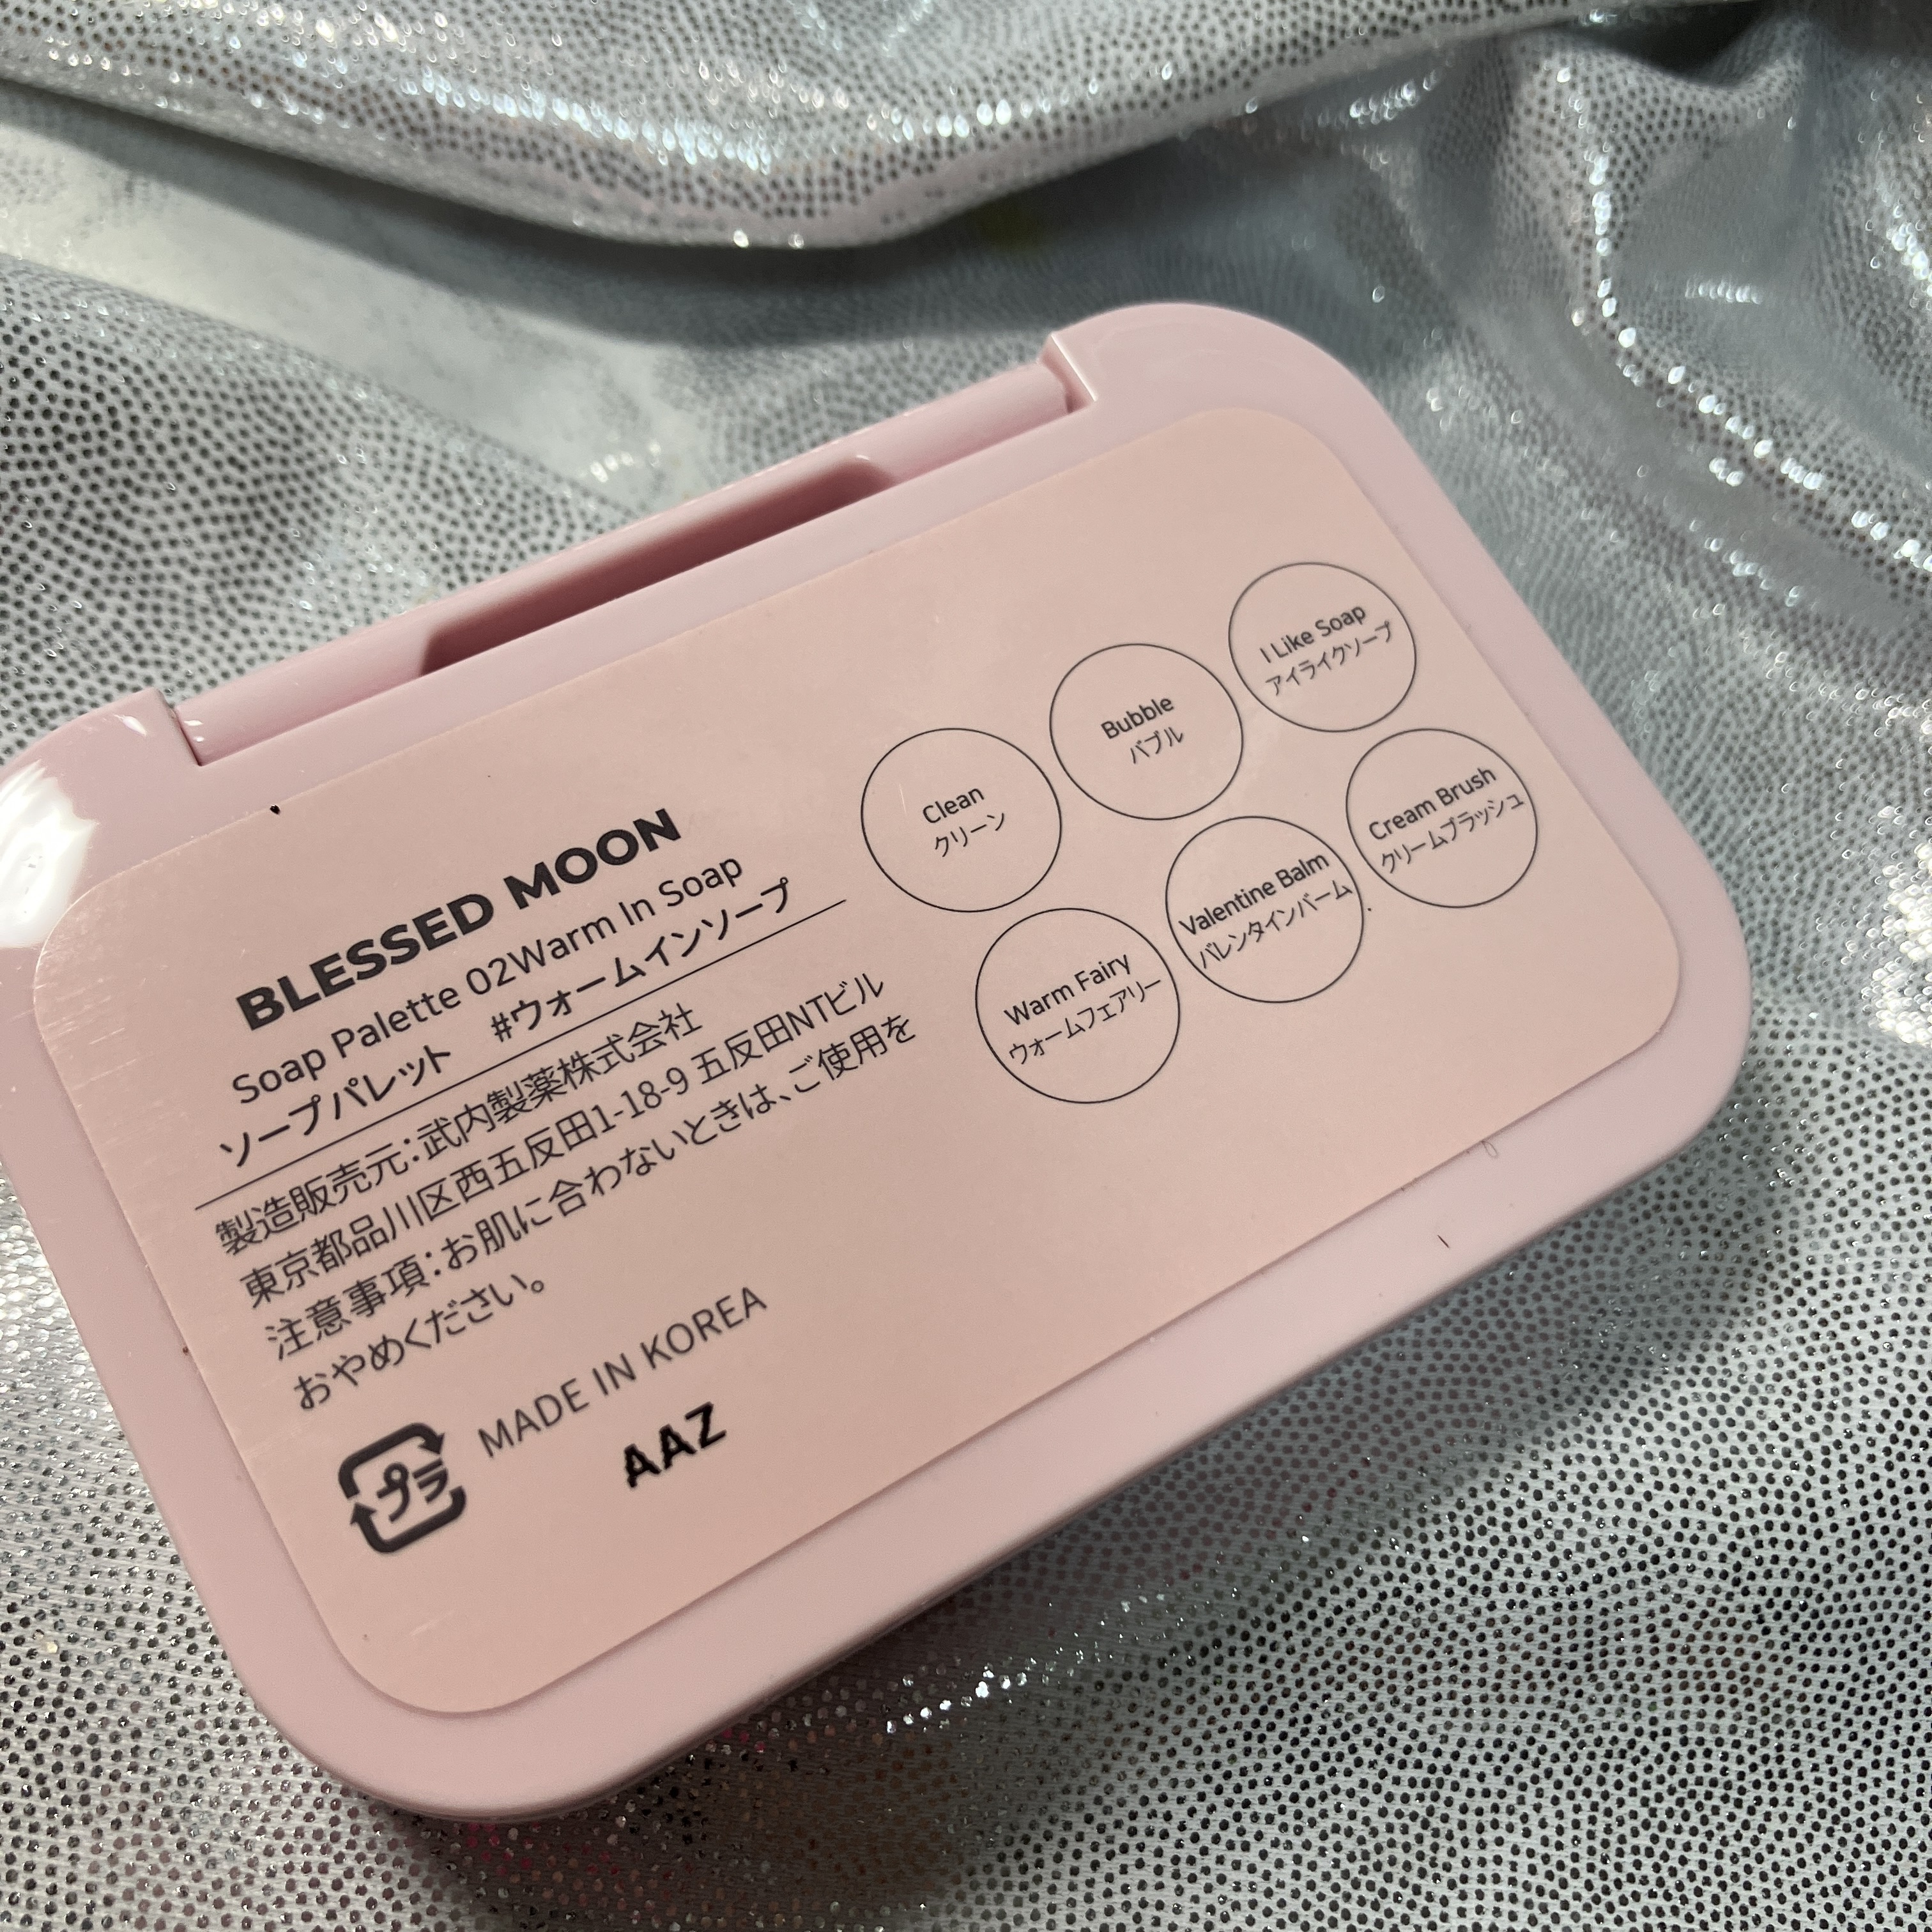 BLESSED MOON
Soap Palette 02Warm In Soap
ソープパレット #ウォームインソープ
製造販売元：武内製薬株式会社
東京都品川区西五反田1-18-9 五反田NTビル
注意事項：お肌に合わないときは、ご使用を
おやめください。
プラ
MADE IN KOREA
AAZ
Clean
クリーン
Bubble
バブル
I Like Soap
アイライクソープ
Warm Fairy
ウォームフェアリー
Valentine Balm
バレンタインバーム
Cream Brush
クリームブラッシュ